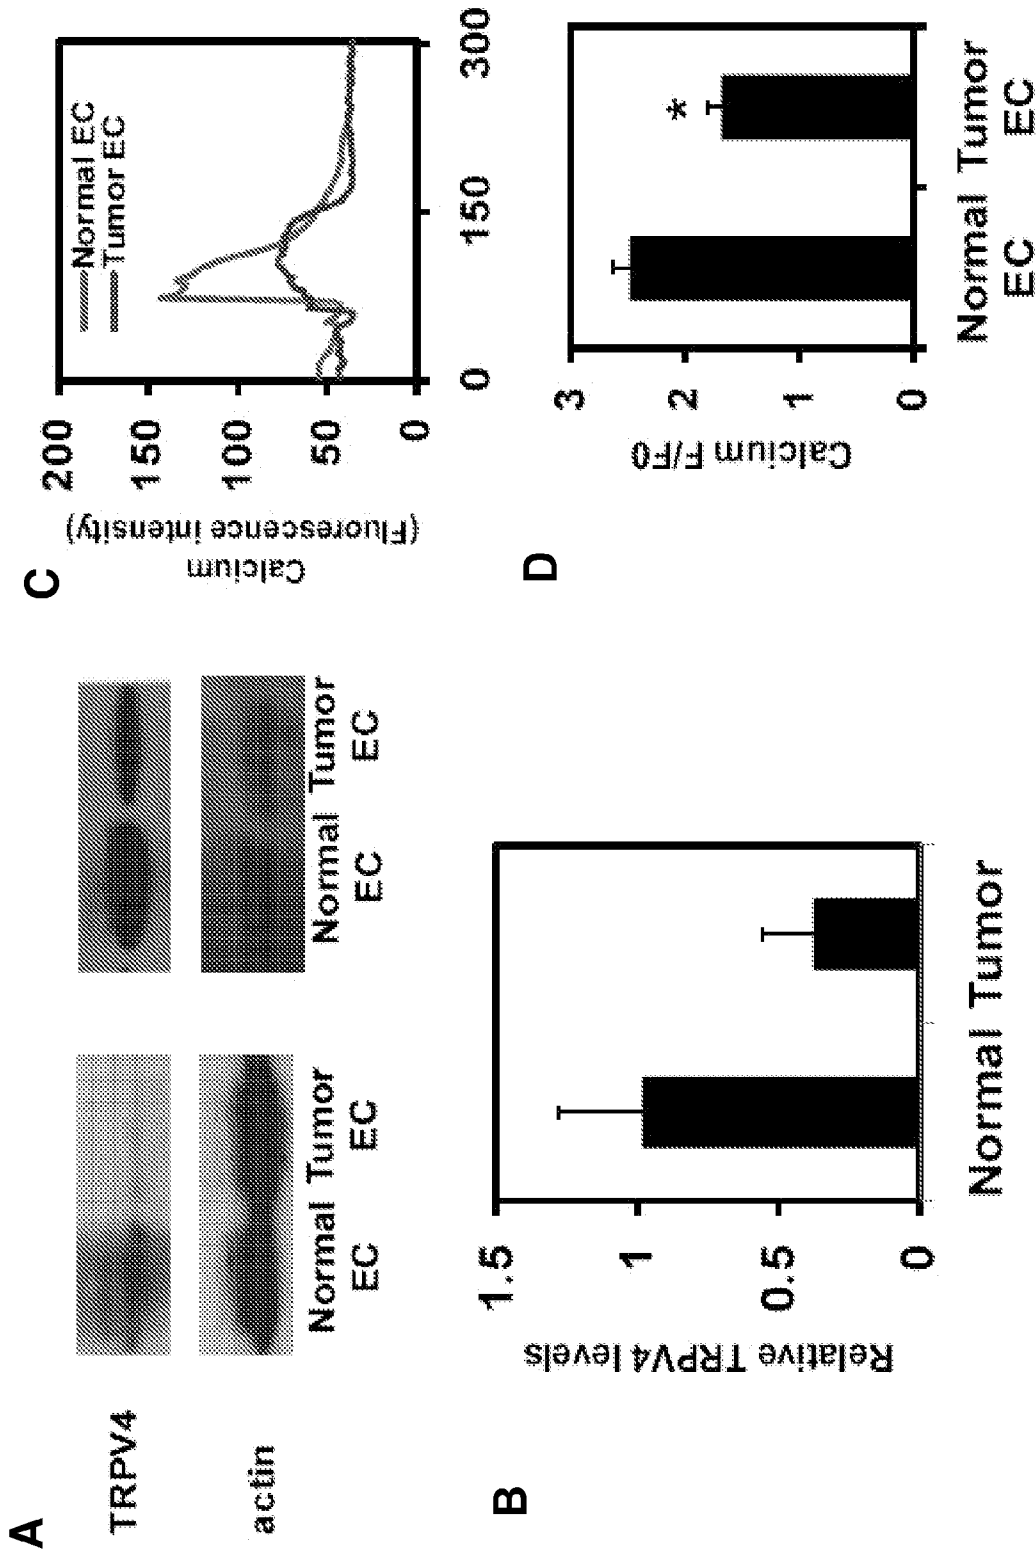 A
TRPV4
actin
Normal Tumor
EC EC
Normal Tumor
EC EC
B
Relative TRPV4 levels
1.5
1
0.5
0
Normal Tumor
C
Calcium
(Fluorescence intensity)
200
150
100
50
0
Normal EC
Tumor EC
0 150 300
D
Calcium F/F0
3
2
1
0
*
Normal Tumor
EC EC